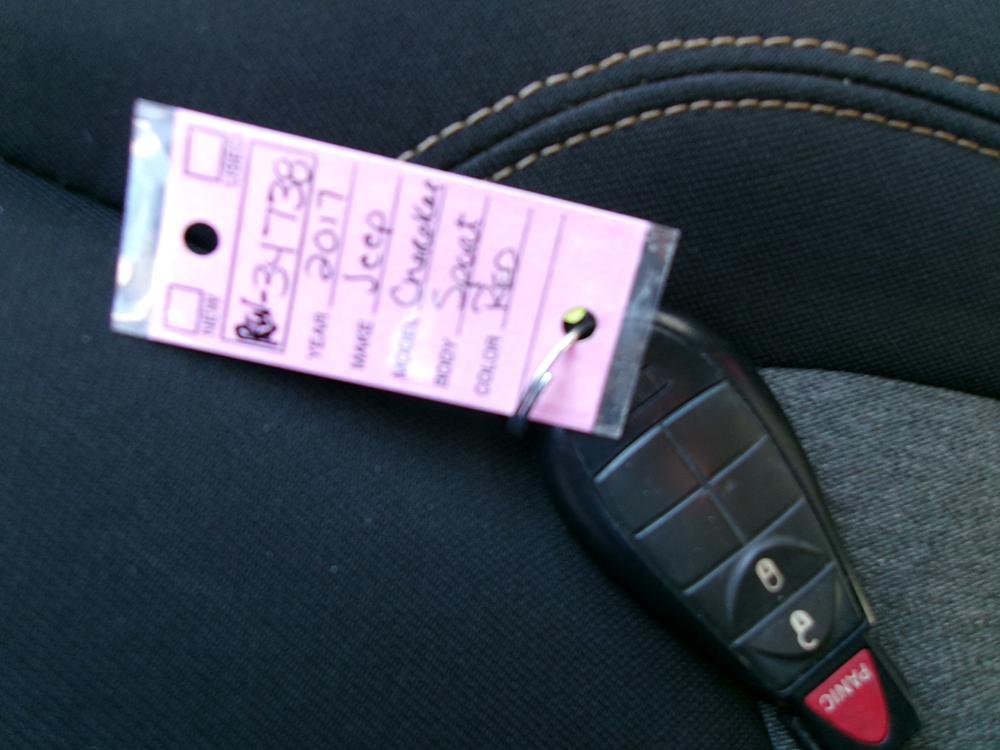 USED
NEW
RW-34738
YEAR 2017
MAKE Jeep
MODEL Cherokee
BODY Sport
COLOR RED
PANIC